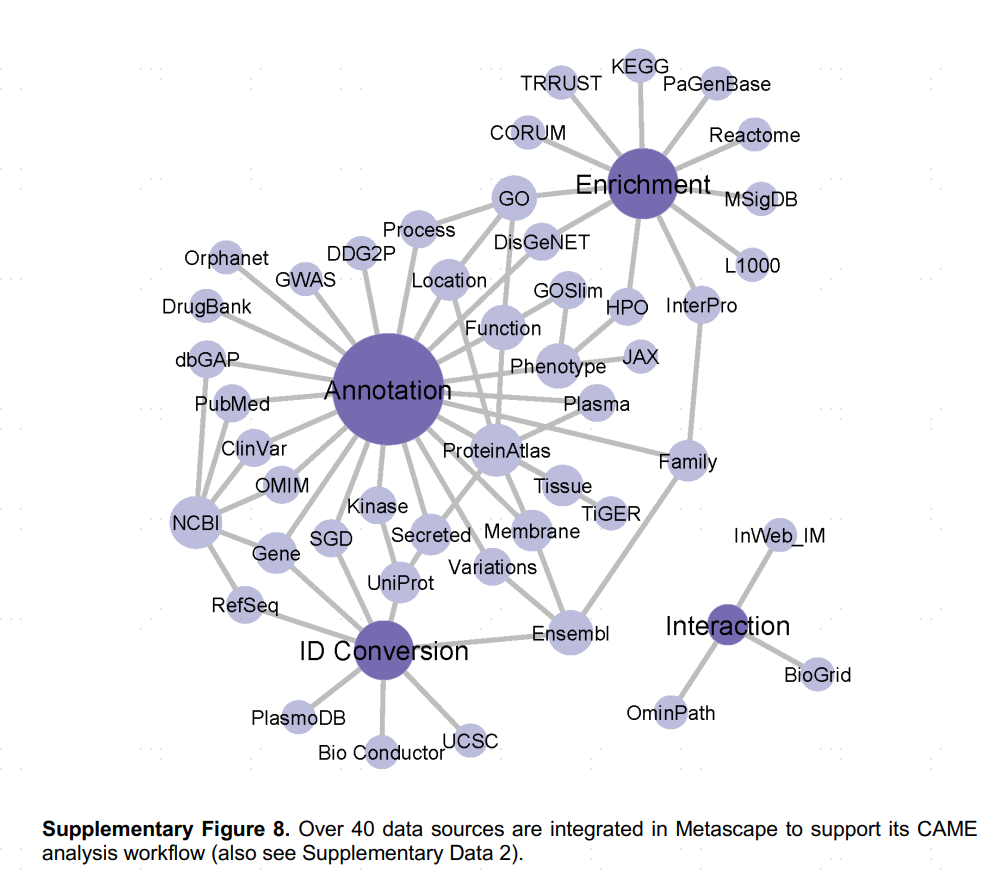 KEGG
TRRUST
PaGenBase
CORUM
Reactome
Enrichment
GO
MSigDB
Process
DisGeNET
DDG2P
Orphanet
L1000
GWAS
Location
GOSlim
DrugBank
HPO
InterPro
Function
dbGAP
JAX
Phenotype
Annotation
PubMed
Plasma
ClinVar
ProteinAtlas
Family
OMIM
Tissue
Kinase
TiGER
NCBI
SGD
Secreted
Membrane
InWeb_IM
Gene
Variations
UniProt
RefSeq
Interaction
Ensembl
ID Conversion
BioGrid
OminPath
PlasmoDB
UCSC
Bio Conductor
Supplementary Figure 8. Over 40 data sources are integrated in Metascape to support its CAME
analysis workflow (also see Supplementary Data 2).